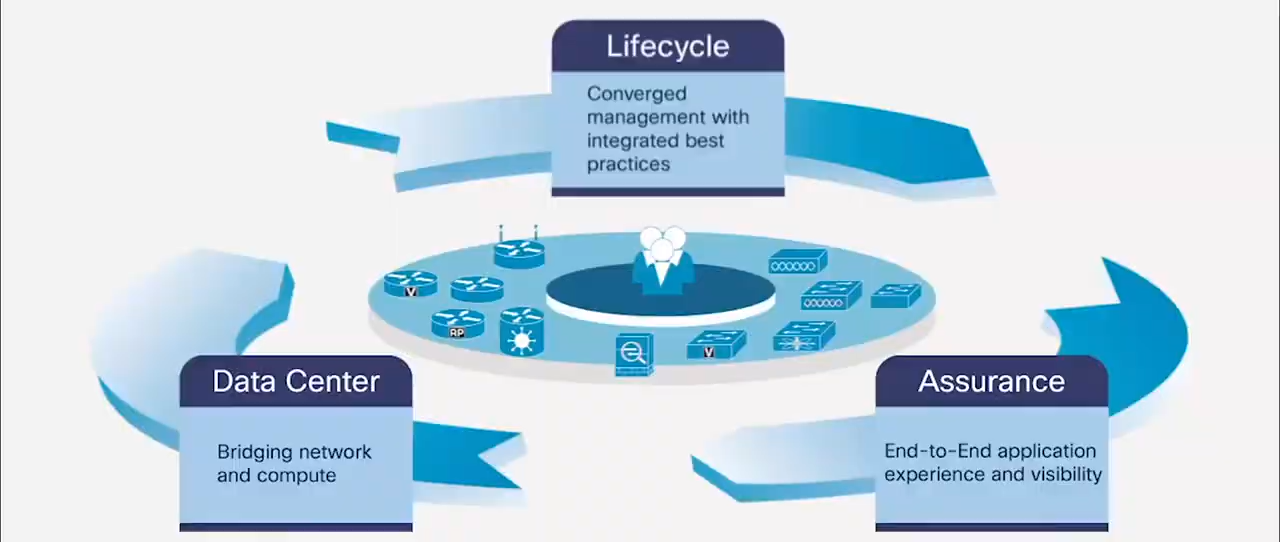 Lifecycle
Converged
management with
integrated best
practices
V
RP
V
Data Center
Bridging network
and compute
Assurance
End-to-End application
experience and visibility